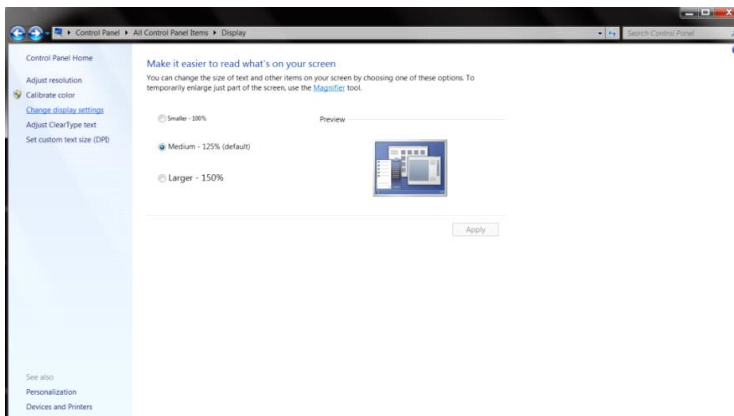 Control Panel ▸ All Control Panel Items ▸ Display
Search Control Panel
Control Panel Home
Adjust resolution
Calibrate color
Change display settings
Adjust ClearType text
Set custom text size (DPI)
Make it easier to read what's on your screen
You can change the size of text and other items on your screen by choosing one of these options. To
temporarily enlarge just part of the screen, use the Magnifier tool.
Smaller - 100%
Preview
Medium - 125% (default)
Larger - 150%
Apply
See also
Personalization
Devices and Printers